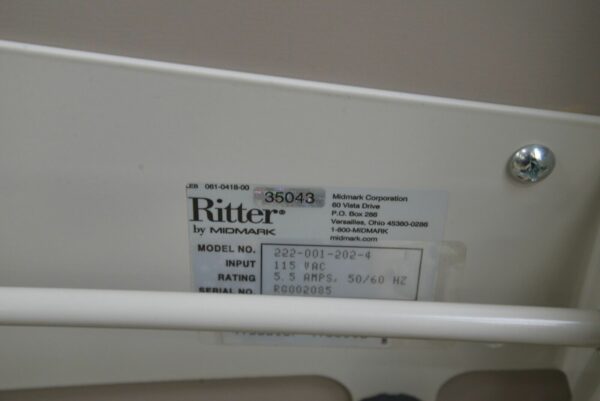 JEB 061-0418-00
35043
Ritter®
by MIDMARK
Midmark Corporation
60 Vista Drive
P.O. Box 286
Versailles, Ohio 45380-0286
1-800-MIDMARK
midmark.com
MODEL NO. 222-001-202-4
INPUT 115 VAC
RATING 5.5 AMPS, 50/60 HZ
SERIAL NO. RG002085